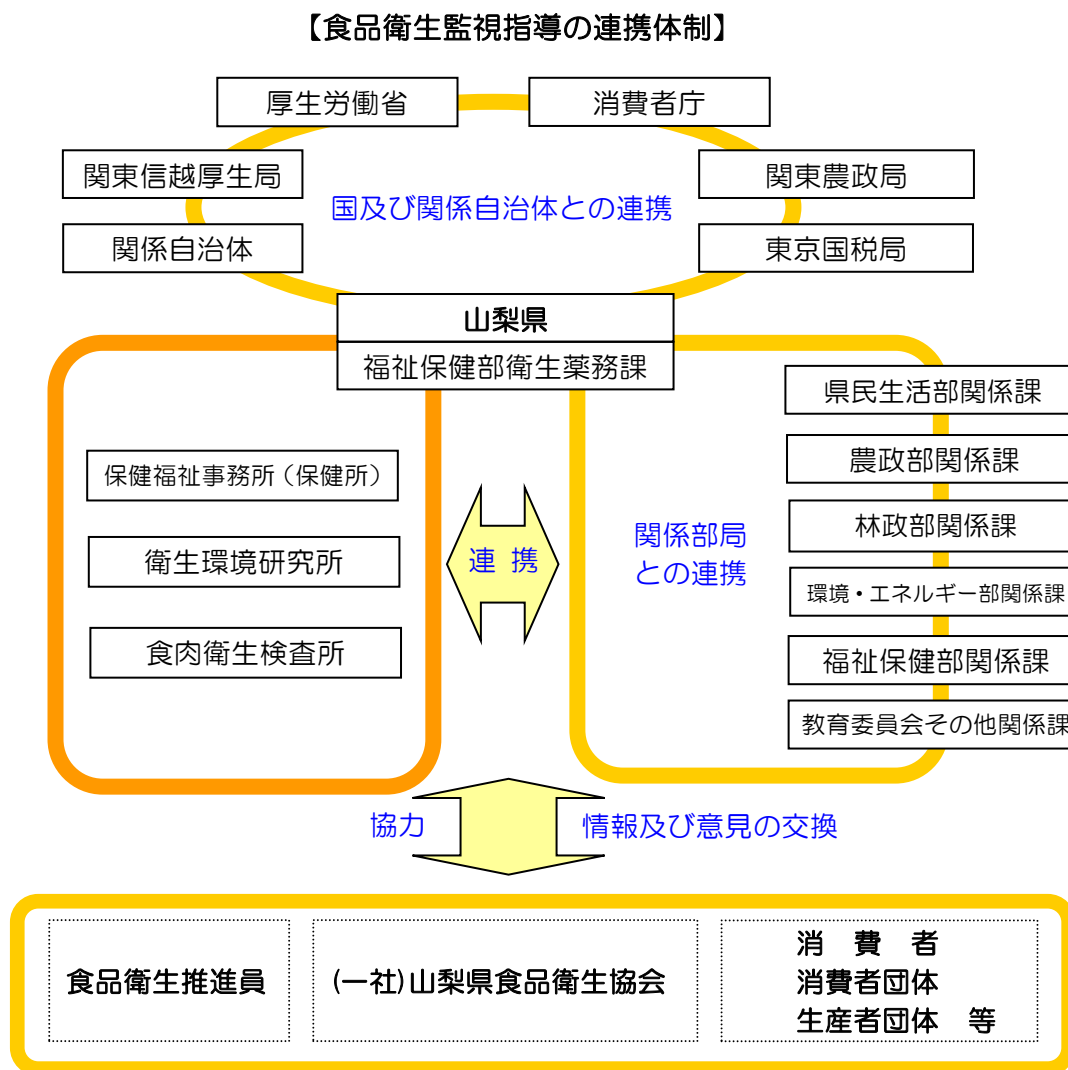 【食品衛生監視指導の連携体制】
厚生労働省
消費者庁
関東信越厚生局
関東農政局
国及び関係自治体との連携
関係自治体
東京国税局
山梨県
福祉保健部衛生薬務課
保健福祉事務所（保健所）
衛生環境研究所
食肉衛生検査所
連 携
関係部局
との連携
県民生活部関係課
農政部関係課
林政部関係課
環境・エネルギー部関係課
福祉保健部関係課
教育委員会その他関係課
協力
情報及び意見の交換
食品衛生推進員
(一社)山梨県食品衛生協会
消　費　者
消費者団体
生産者団体　等